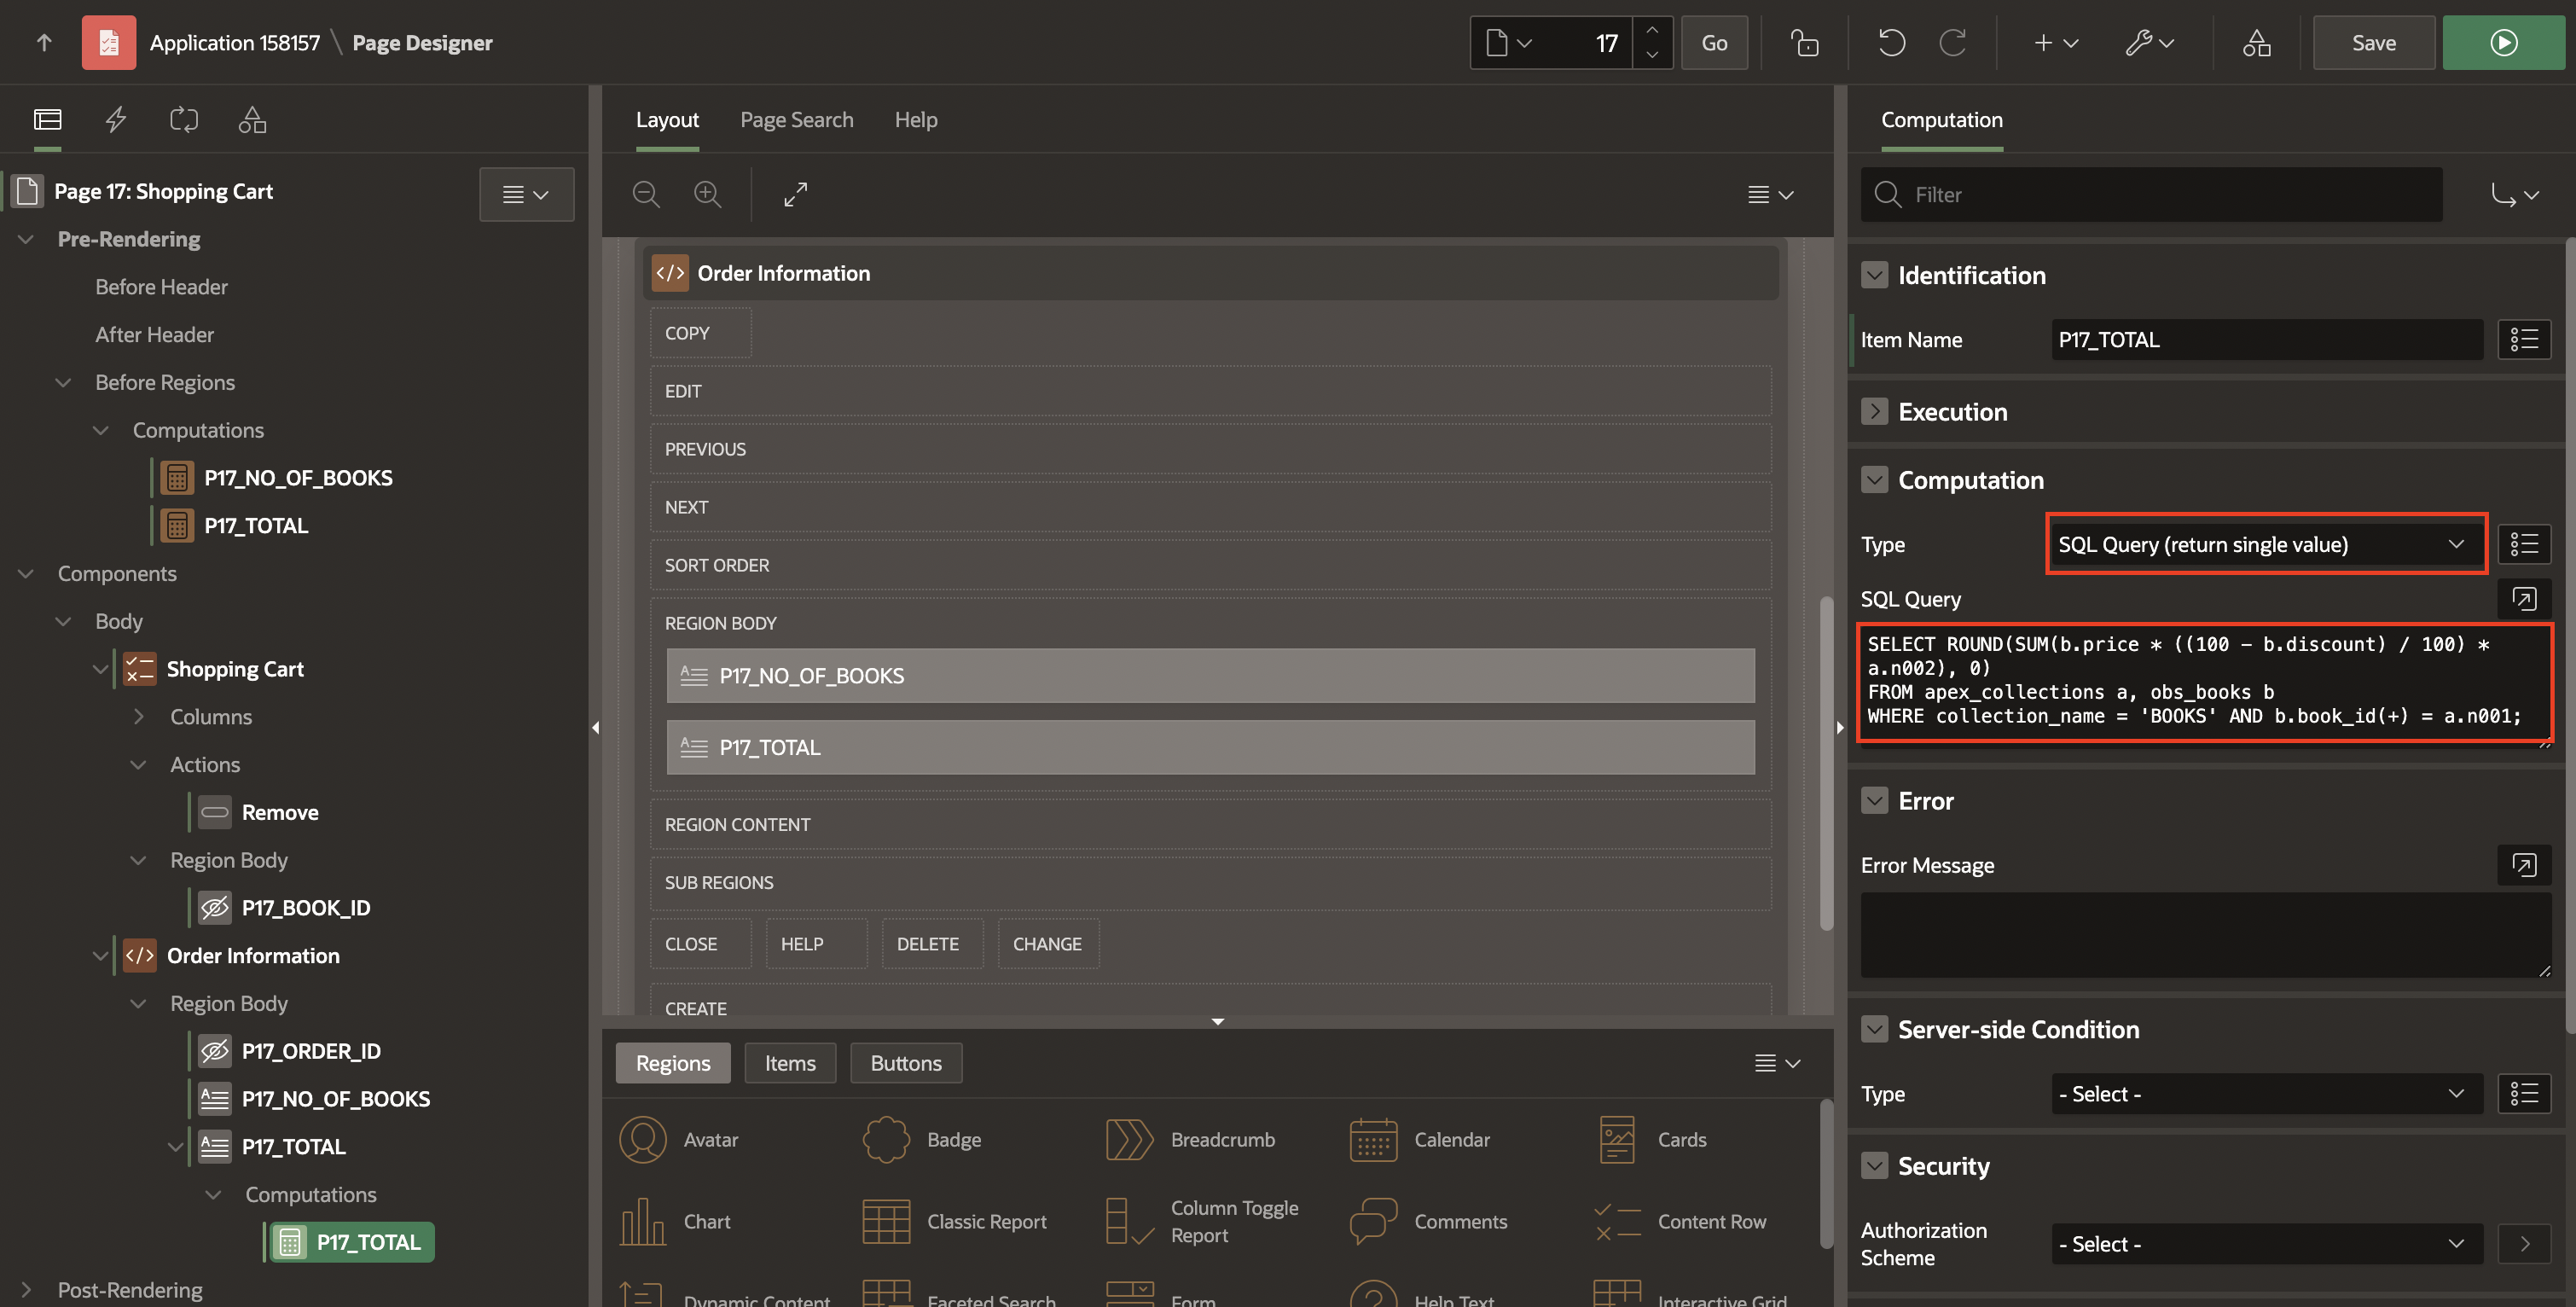 Application 158157 \ Page Designer
17
Go
Save
Page 17: Shopping Cart
Pre-Rendering
Before Header
After Header
Before Regions
Computations
P17_NO_OF_BOOKS
P17_TOTAL
Components
Body
Shopping Cart
Columns
Actions
Remove
Region Body
P17_BOOK_ID
Order Information
Region Body
P17_ORDER_ID
P17_NO_OF_BOOKS
P17_TOTAL
Computations
P17_TOTAL
Post-Rendering
Layout
Page Search
Help
Order Information
COPY
EDIT
PREVIOUS
NEXT
SORT ORDER
REGION BODY
P17_NO_OF_BOOKS
P17_TOTAL
REGION CONTENT
SUB REGIONS
CLOSE
HELP
DELETE
CHANGE
CREATE
Regions
Items
Buttons
Avatar
Badge
Breadcrumb
Calendar
Cards
Chart
Classic Report
Column Toggle
Report
Comments
Content Row
Dynamic Content
Faceted Search
Form
Help Text
Interactive Grid
Computation
Filter
Identification
Item Name
P17_TOTAL
Execution
Computation
Type
SQL Query (return single value)
SQL Query
SELECT ROUND(SUM(b.price * ((100 - b.discount) / 100) *
a.n002), 0)
FROM apex_collections a, obs_books b
WHERE collection_name = 'BOOKS' AND b.book_id(+) = a.n001;
Error
Error Message
Server-side Condition
Type
- Select -
Security
Authorization
Scheme
- Select -